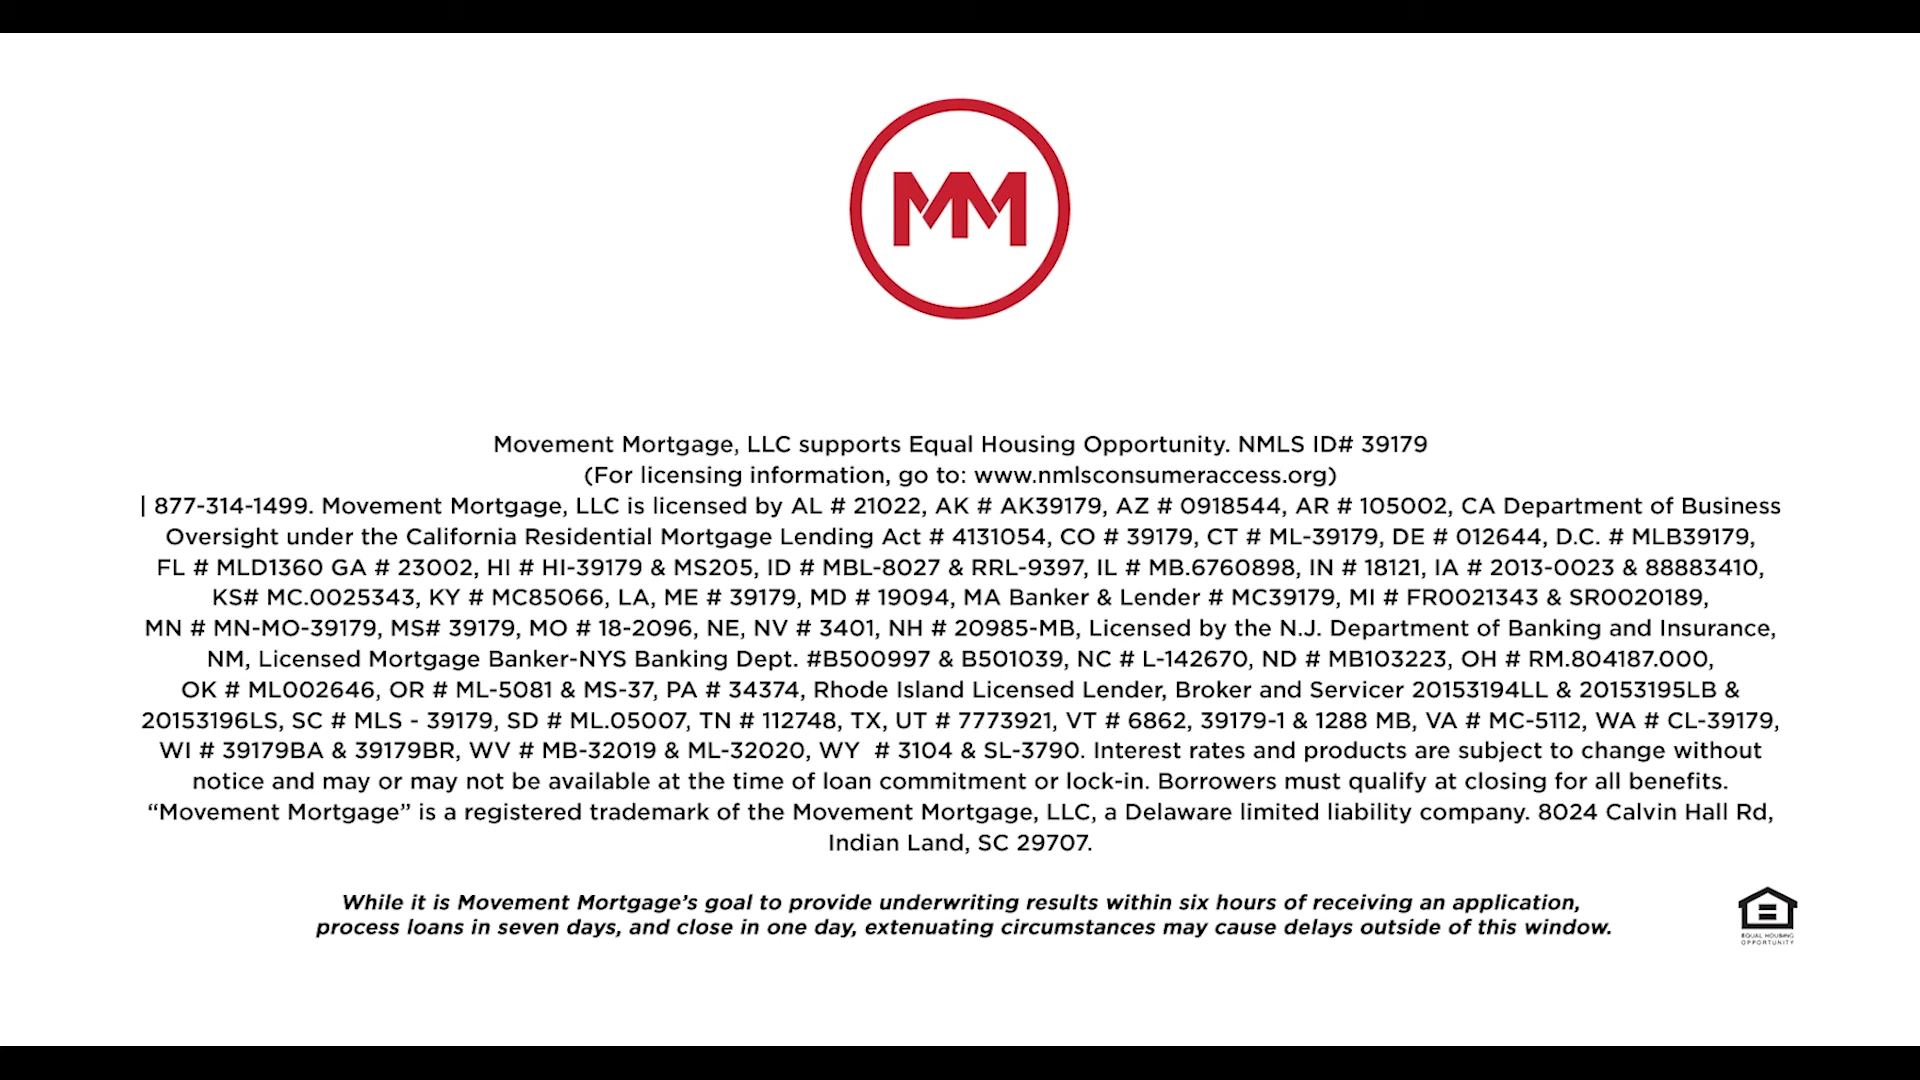 MM
Movement Mortgage, LLC supports Equal Housing Opportunity. NMLS ID# 39179
(For licensing information, go to: www.nmlsconsumeraccess.org)
| 877-314-1499. Movement Mortgage, LLC is licensed by AL # 21022, AK # AK39179, AZ # 0918544, AR # 105002, CA Department of Business
Oversight under the California Residential Mortgage Lending Act # 4131054, CO # 39179, CT # ML-39179, DE # 012644, D.C. # MLB39179,
FL # MLD1360 GA # 23002, HI # HI-39179 & MS205, ID # MBL-8027 & RRL-9397, IL # MB.6760898, IN # 18121, IA # 2013-0023 & 88883410,
KS# MC.0025343, KY # MC85066, LA, ME # 39179, MD # 19094, MA Banker & Lender # MC39179, MI # FR0021343 & SR0020189,
MN # MN-MO-39179, MS# 39179, MO # 18-2096, NE, NV # 3401, NH # 20985-MB, Licensed by the N.J. Department of Banking and Insurance,
NM, Licensed Mortgage Banker-NYS Banking Dept. #B500997 & B501039, NC # L-142670, ND # MB103223, OH # RM.804187.000,
OK # ML002646, OR # ML-5081 & MS-37, PA # 34374, Rhode Island Licensed Lender, Broker and Servicer 20153194LL & 20153195LB &
20153196LS, SC # MLS - 39179, SD # ML.05007, TN # 112748, TX, UT # 7773921, VT # 6862, 39179-1 & 1288 MB, VA # MC-5112, WA # CL-39179,
WI # 39179BA & 39179BR, WV # MB-32019 & ML-32020, WY  # 3104 & SL-3790. Interest rates and products are subject to change without
notice and may or may not be available at the time of loan commitment or lock-in. Borrowers must qualify at closing for all benefits.
“Movement Mortgage” is a registered trademark of the Movement Mortgage, LLC, a Delaware limited liability company. 8024 Calvin Hall Rd,
Indian Land, SC 29707.
While it is Movement Mortgage’s goal to provide underwriting results within six hours of receiving an application,
process loans in seven days, and close in one day, extenuating circumstances may cause delays outside of this window.
EQUAL HOUSING
OPPORTUNITY